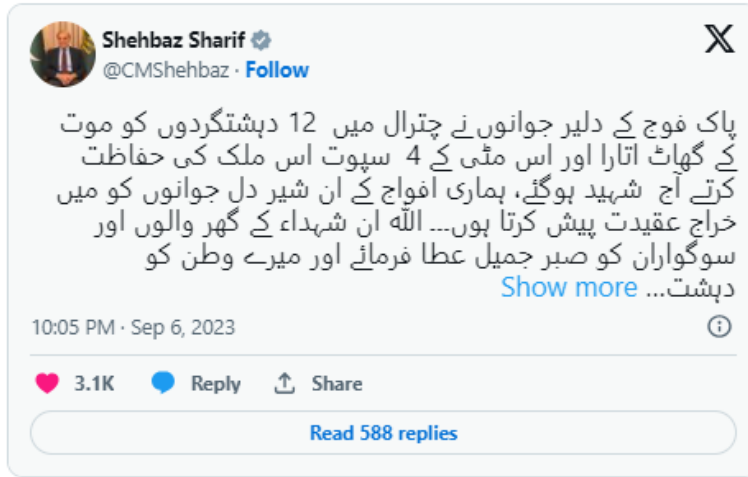 Shehbaz Sharif
@CMShehbaz · Follow
پاک فوج کے دلیر جوانوں نے چترال میں 12 دہشتگردوں کو موت
کے گھاٹ اتارا اور اس مٹی کے 4 سپوت اس ملک کی حفاظت
کرتے آج شہید ہوگئے، ہماری افواج کے ان شیر دل جوانوں کو میں
خراج عقیدت پیش کرتا ہوں... اللّٰہ ان شہداء کے گھر والوں اور
سوگواران کو صبر جمیل عطا فرمائے اور میرے وطن کو
دہشت... Show more
10:05 PM · Sep 6, 2023
3.1K Reply Share
Read 588 replies